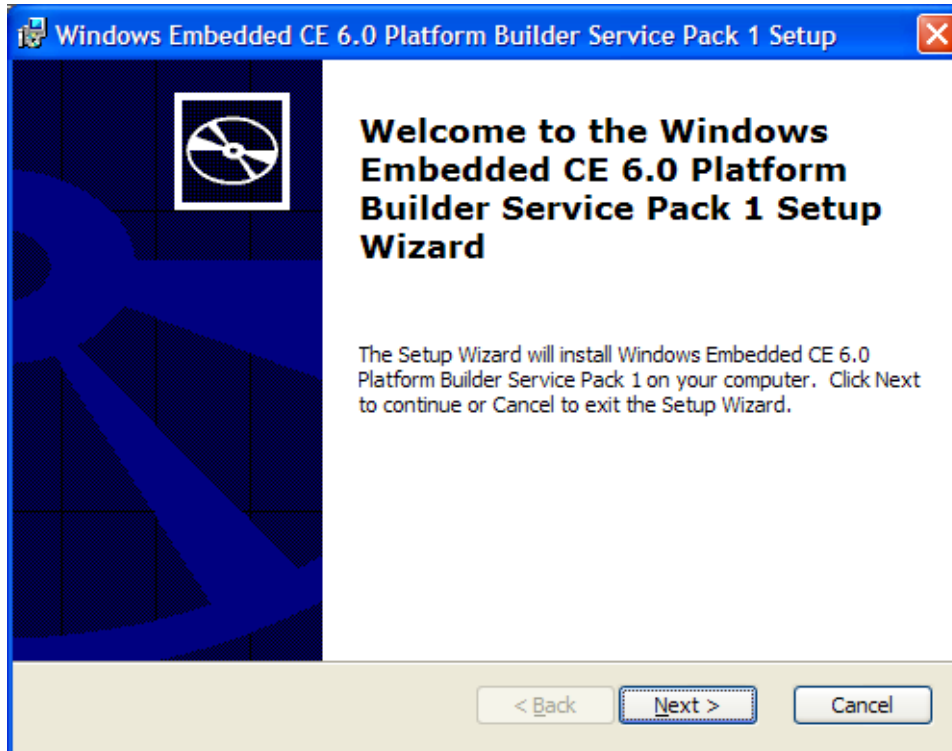 Windows Embedded CE 6.0 Platform Builder Service Pack 1 Setup
Welcome to the Windows
Embedded CE 6.0 Platform
Builder Service Pack 1 Setup
Wizard
The Setup Wizard will install Windows Embedded CE 6.0
Platform Builder Service Pack 1 on your computer. Click Next
to continue or Cancel to exit the Setup Wizard.
< Back Next > Cancel